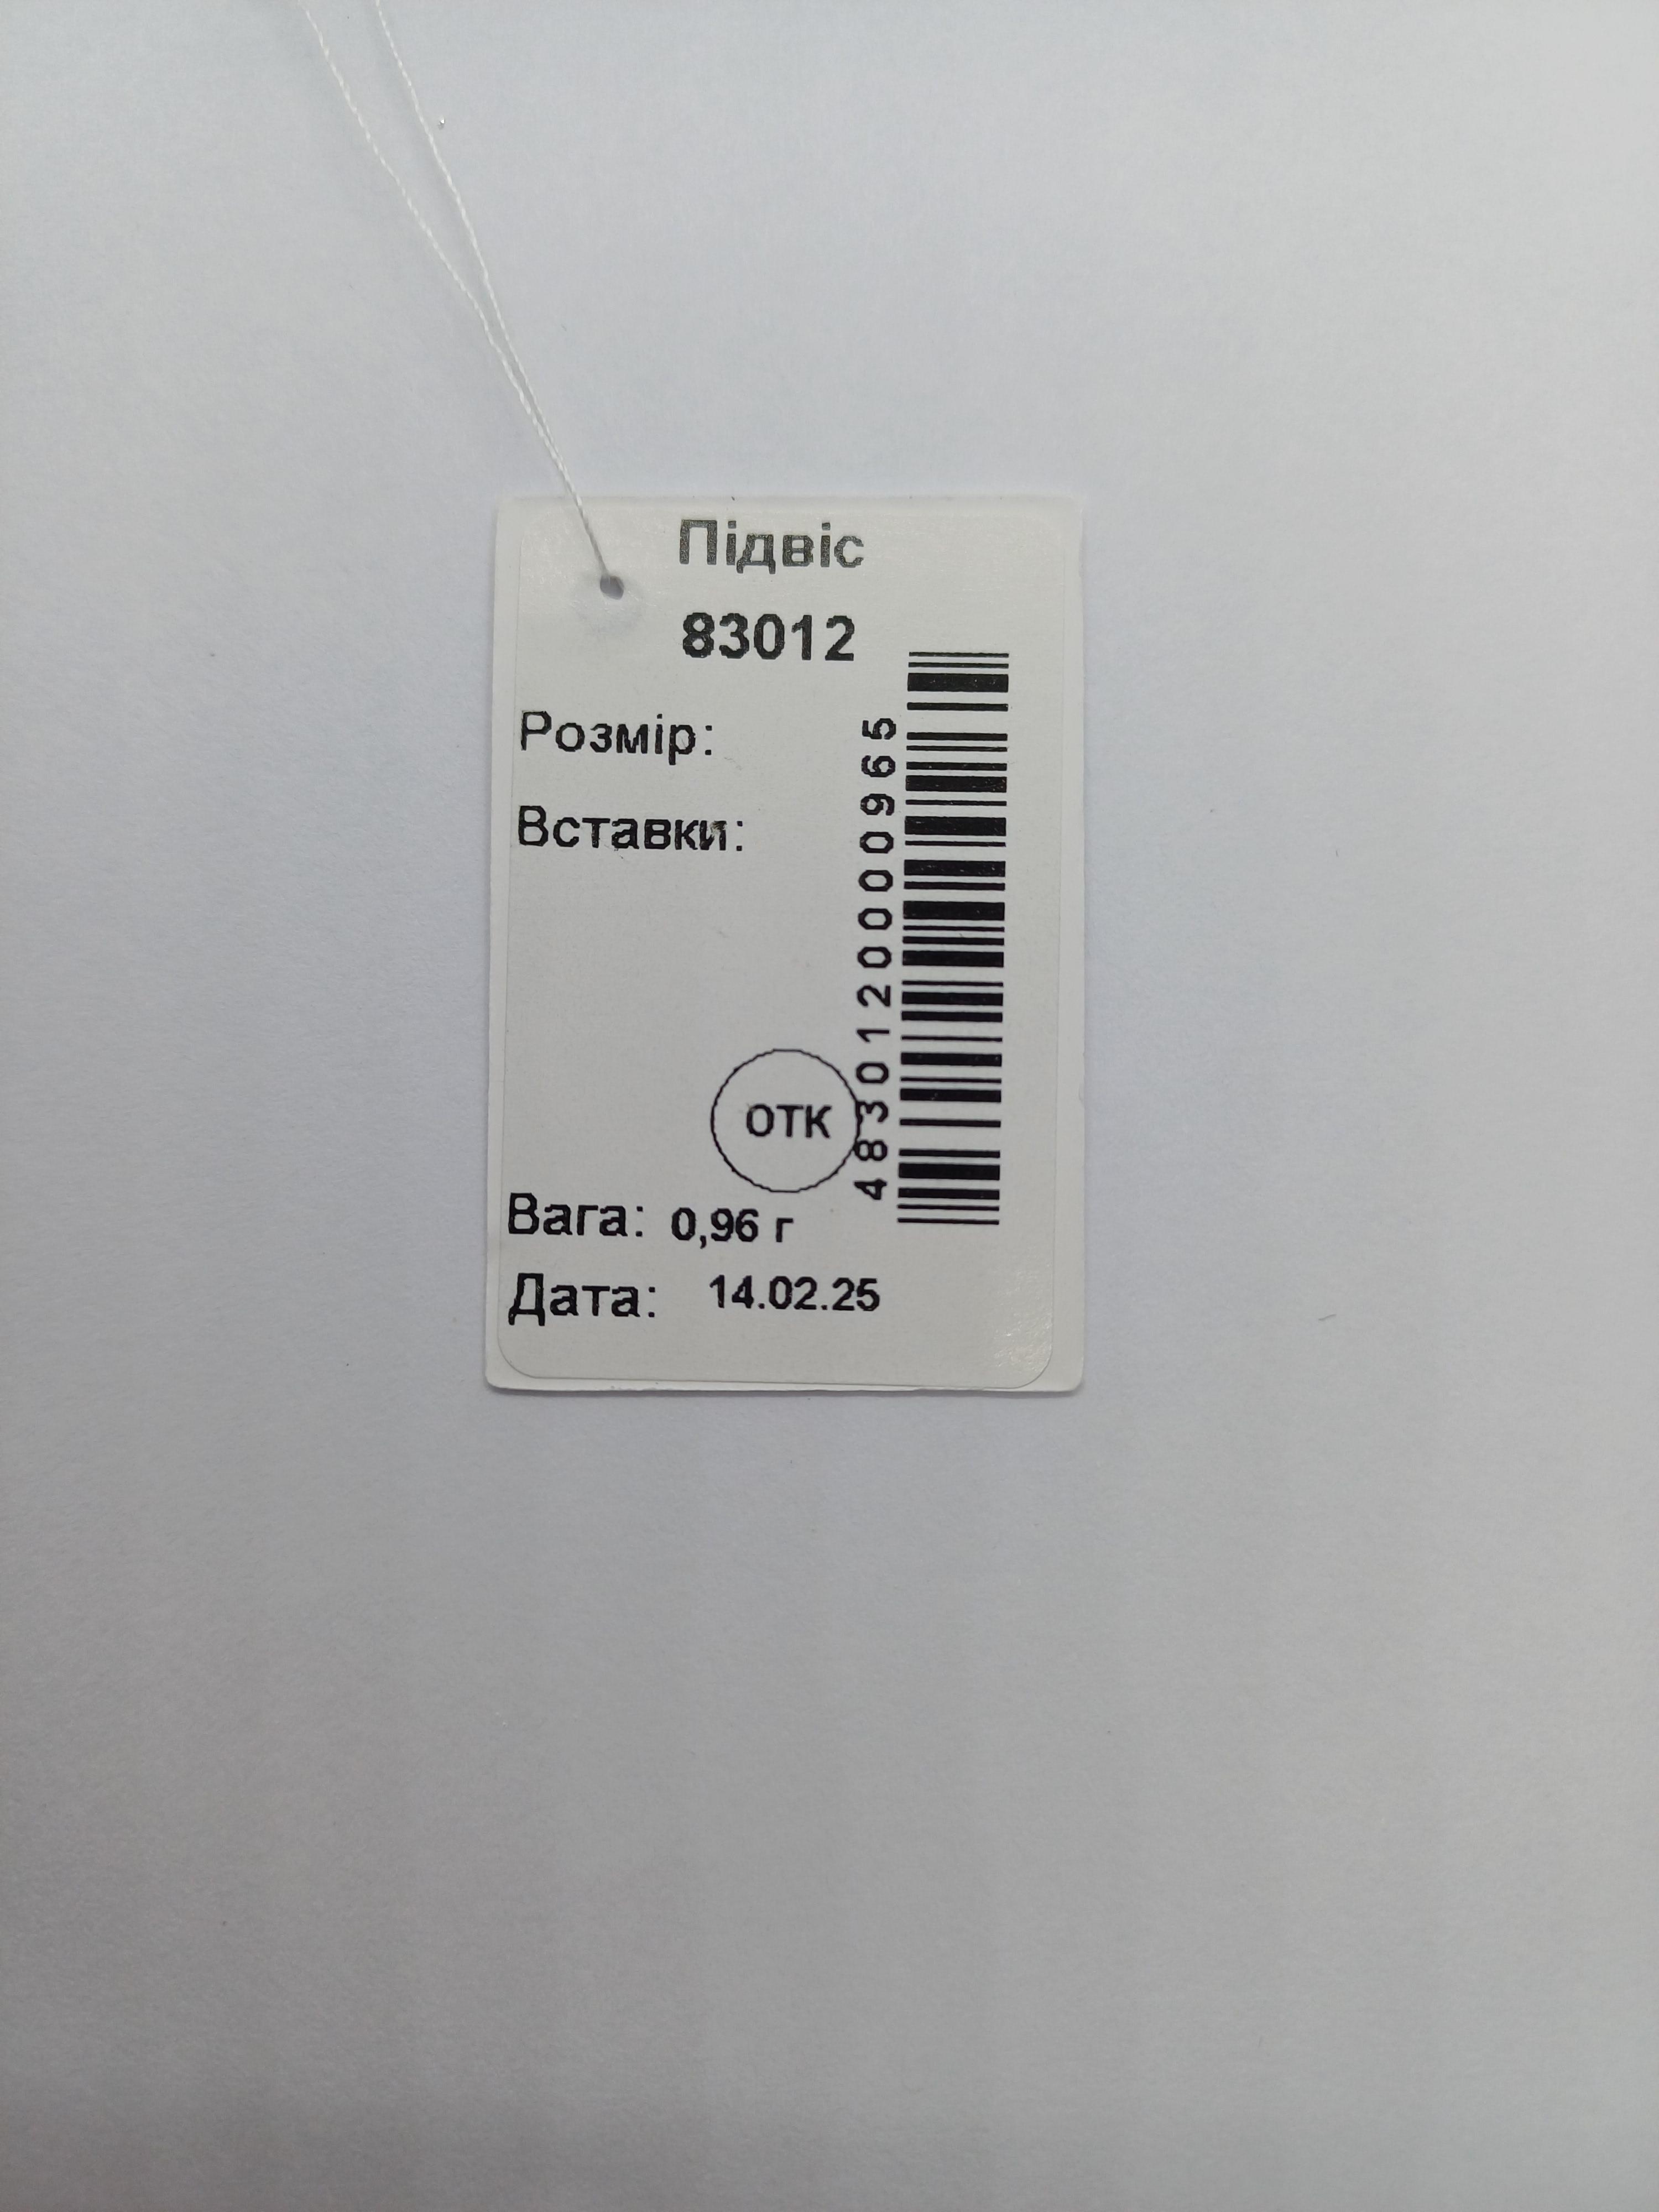 Підвіс
83012
Розмір:
Вставки:
4830120000965
ОТК
Вага: 0,96 г
Дата: 14.02.25